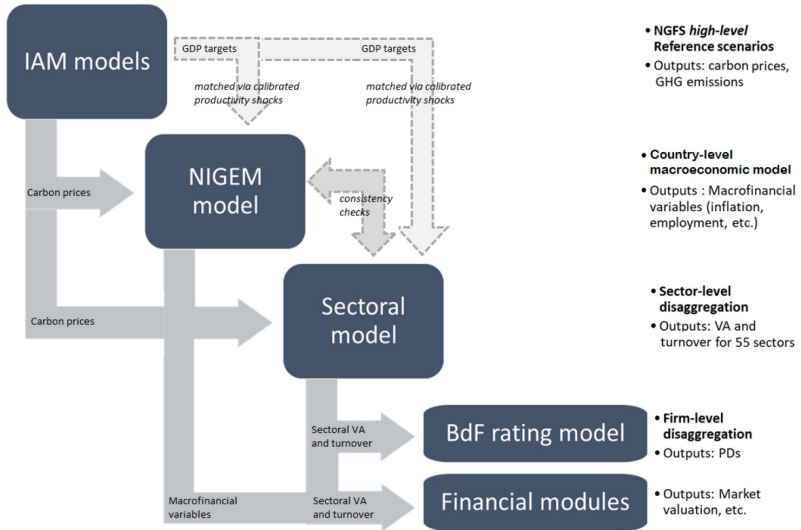 IAM models
GDP targets
GDP targets
matched via calibrated
productivity shocks
matched via calibrated
productivity shocks
• NGFS high-level
Reference scenarios
• Outputs: carbon prices,
GHG emissions
Carbon prices
NIGEM
model
consistency
checks
• Country-level
macroeconomic model
• Outputs : Macrofinancial
variables (inflation,
employment, etc.)
Carbon prices
Sectoral
model
• Sector-level
disaggregation
• Outputs: VA and
turnover for 55 sectors
Sectoral VA
and turnover
BdF rating model
• Firm-level
disaggregation
• Outputs: PDs
Macrofinancial
variables
Sectoral VA
and turnover
Financial modules
• Outputs: Market
valuation, etc.